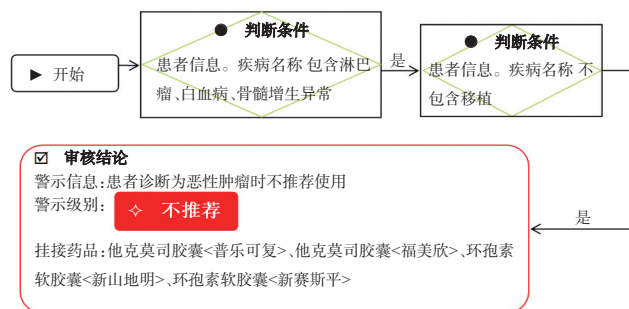 ▶ 开始
● 判断条件
患者信息。疾病名称 包含淋巴
瘤、白血病、骨髓增生异常
是
● 判断条件
患者信息。疾病名称 不
包含移植
是
☑ 审核结论
警示信息:患者诊断为恶性肿瘤时不推荐使用
警示级别: ✧ 不推荐
挂接药品:他克莫司胶囊<普乐可复>、他克莫司胶囊<福美欣>、环孢素
软胶囊<新山地明>、环孢素软胶囊<新赛斯平>